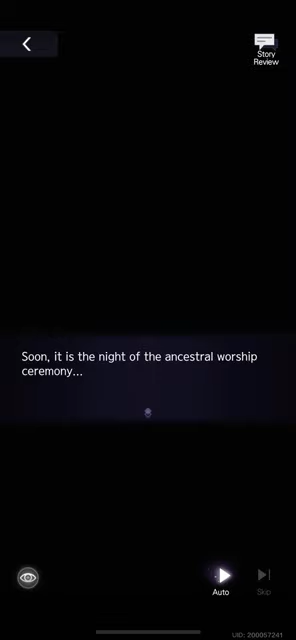 Story
Review
Soon, it is the night of the ancestral worship
ceremony...
Auto
Skip
UID: 200057241